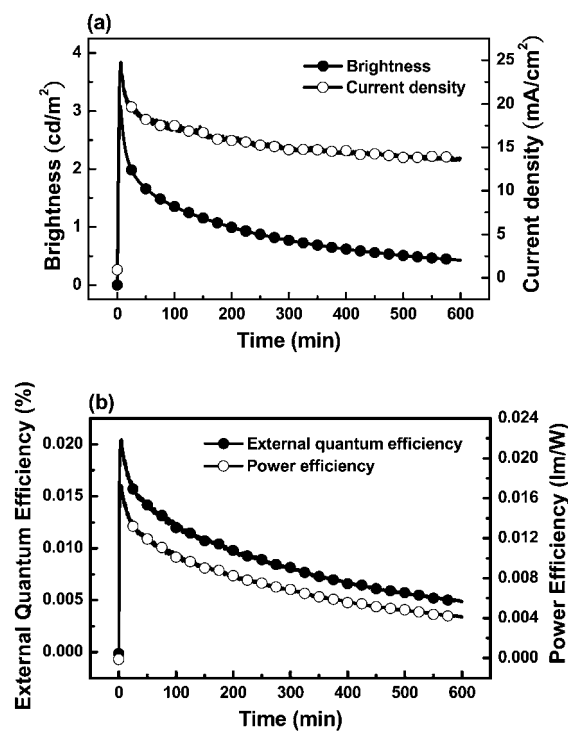 (a)
Brightness
Current density
Brightness (cd/m²)
4
3
2
1
0
Current density (mA/cm²)
25
20
15
10
5
0
0 100 200 300 400 500 600
Time (min)
(b)
External quantum efficiency
Power efficiency
External Quantum Efficiency (%)
0.020
0.015
0.010
0.005
0.000
Power Efficiency (lm/W)
0.024
0.020
0.016
0.012
0.008
0.004
0.000
0 100 200 300 400 500 600
Time (min)